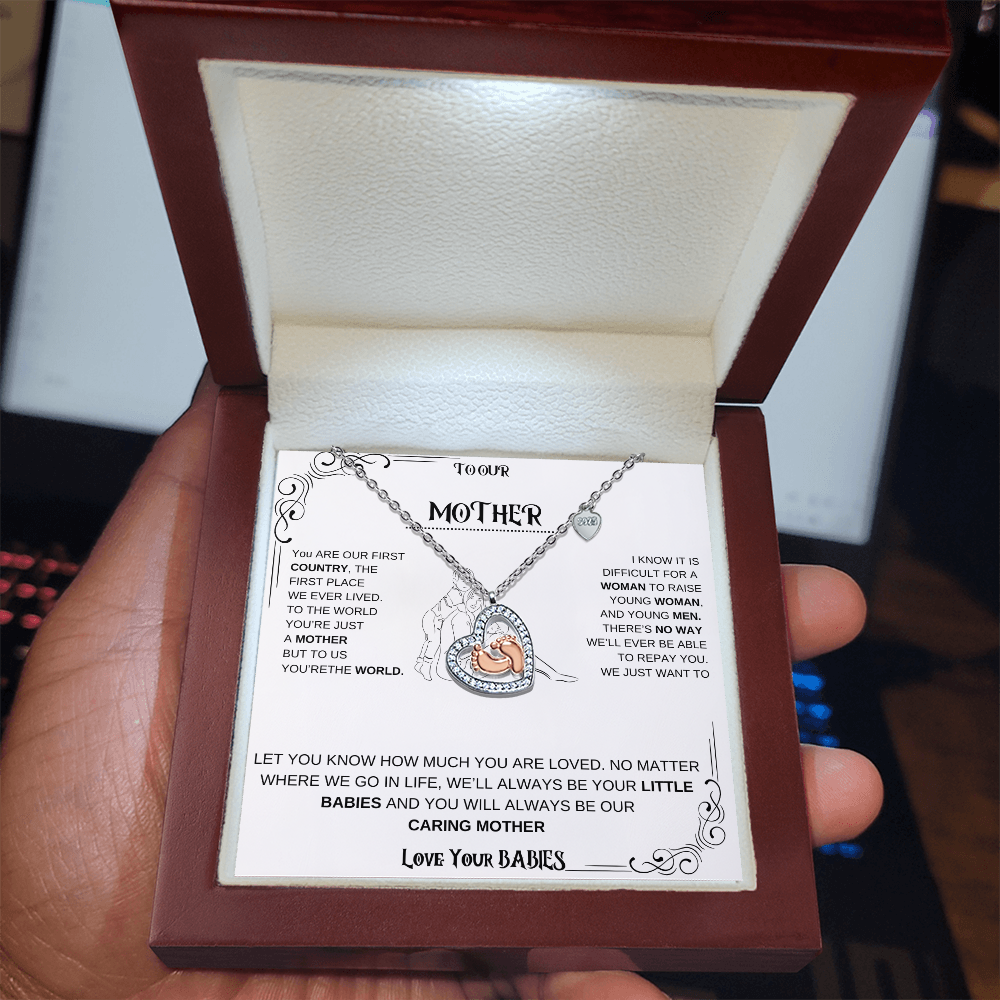 TO OUR
MOTHER
YoU ARE OUR FIRST
COUNTRY, THE
FIRST PLACE
WE EVER LIVED.
TO THE WORLD
YOU'RE JUST
A MOTHER
BUT TO US
YOU'RETHE WORLD.
I KNOW IT IS
DIFFICULT FOR A
WOMAN TO RAISE
YOUNG WOMAN,
AND YOUNG MEN.
THERE'S NO WAY
WE'LL EVER BE ABLE
TO REPAY YOU.
WE JUST WANT TO
LET YOU KNOW HOW MUCH YOU ARE LOVED. NO MATTER
WHERE WE GO IN LIFE, WE'LL ALWAYS BE YOUR LITTLE
BABIES AND YOU WILL ALWAYS BE OUR
CARING MOTHER
LOVE YOUR BABIES